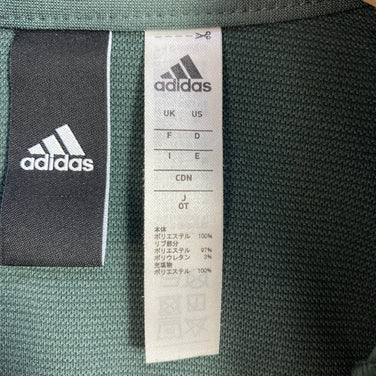 adidas
adidas
UK US
F D
I E
CDN
J
OT
本体
ポリエステル 100%
リブ部分
ポリエステル 97%
ポリウレタン 3%
充填物
ポリエステル 100%